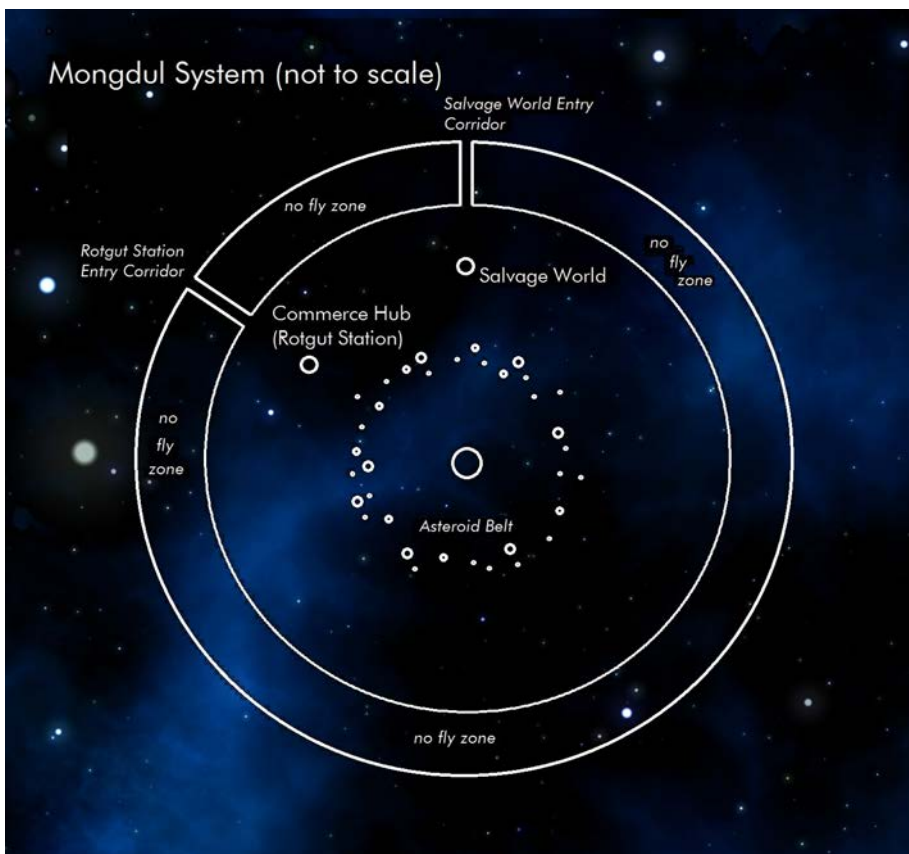 Mongdul System (not to scale)
Salvage World Entry
Corridor
no fly zone
Rotgut Station
Entry Corridor
no
fly
zone
Salvage World
Commerce Hub
(Rotgut Station)
no
fly
zone
Asteroid Belt
no fly zone